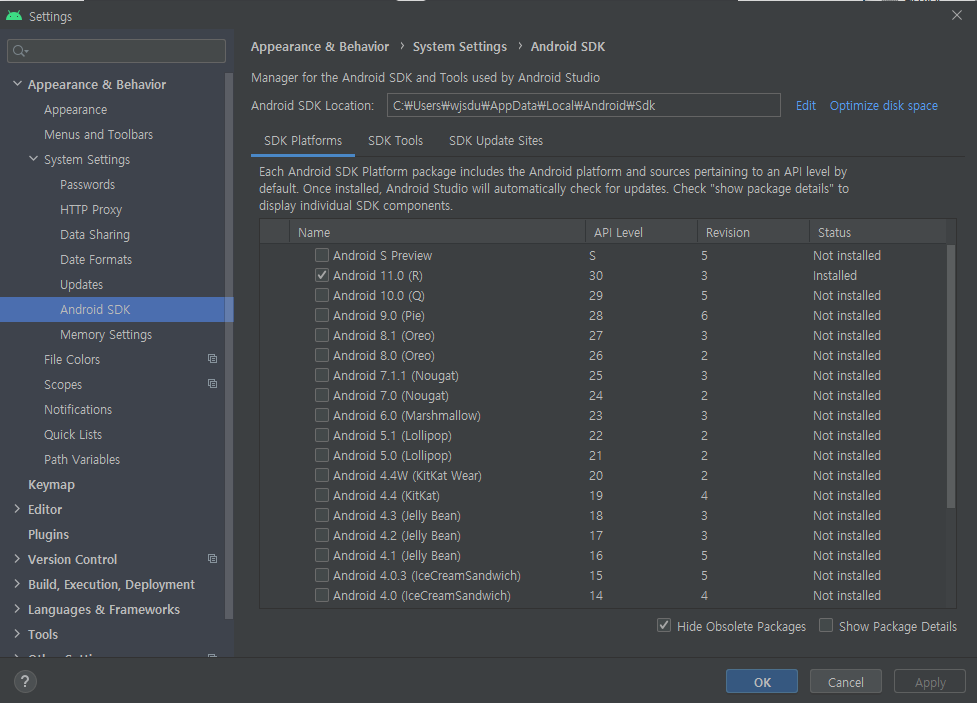 Settings
Appearance & Behavior
Appearance
Menus and Toolbars
System Settings
Passwords
HTTP Proxy
Data Sharing
Date Formats
Updates
Android SDK
Memory Settings
File Colors
Scopes
Notifications
Quick Lists
Path Variables
Keymap
Editor
Plugins
Version Control
Build, Execution, Deployment
Languages & Frameworks
Tools
Appearance & Behavior › System Settings › Android SDK
Manager for the Android SDK and Tools used by Android Studio
Android SDK Location: C:₩Users₩wjsdu₩AppData₩Local₩Android₩Sdk Edit Optimize disk space
SDK Platforms SDK Tools SDK Update Sites
Each Android SDK Platform package includes the Android platform and sources pertaining to an API level by
default. Once installed, Android Studio will automatically check for updates. Check "show package details" to
display individual SDK components.
Name API Level Revision Status
Android S Preview S 5 Not installed
Android 11.0 (R) 30 3 Installed
Android 10.0 (Q) 29 5 Not installed
Android 9.0 (Pie) 28 6 Not installed
Android 8.1 (Oreo) 27 3 Not installed
Android 8.0 (Oreo) 26 2 Not installed
Android 7.1.1 (Nougat) 25 3 Not installed
Android 7.0 (Nougat) 24 2 Not installed
Android 6.0 (Marshmallow) 23 3 Not installed
Android 5.1 (Lollipop) 22 2 Not installed
Android 5.0 (Lollipop) 21 2 Not installed
Android 4.4W (KitKat Wear) 20 2 Not installed
Android 4.4 (KitKat) 19 4 Not installed
Android 4.3 (Jelly Bean) 18 3 Not installed
Android 4.2 (Jelly Bean) 17 3 Not installed
Android 4.1 (Jelly Bean) 16 5 Not installed
Android 4.0.3 (IceCreamSandwich) 15 5 Not installed
Android 4.0 (IceCreamSandwich) 14 4 Not installed
Hide Obsolete Packages Show Package Details
? OK Cancel Apply